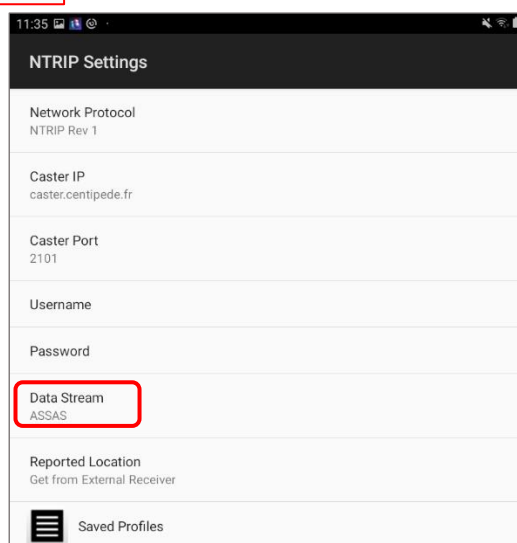 11:35
NTRIP Settings
Network Protocol
NTRIP Rev 1
Caster IP
caster.centipede.fr
Caster Port
2101
Username
Password
Data Stream
ASSAS
Reported Location
Get from External Receiver
Saved Profiles